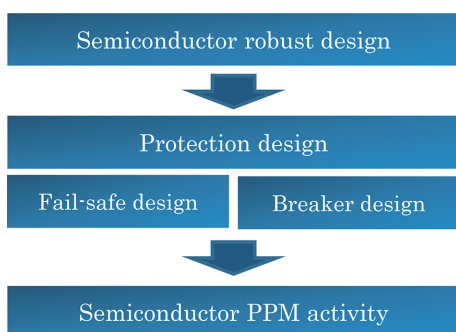 Semiconductor robust design
Protection design
Fail-safe design
Breaker design
Semiconductor PPM activity